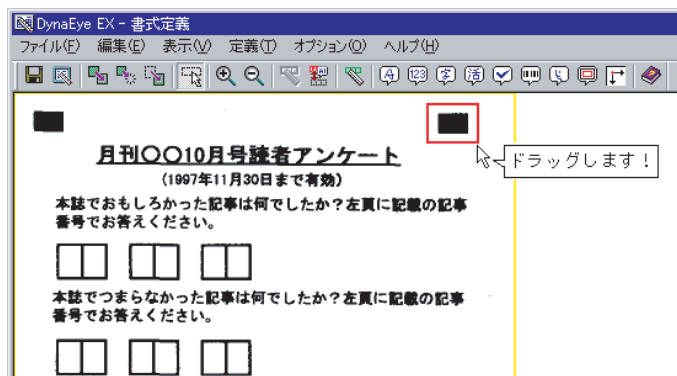 DynaEye EX - 書式定義
ファイル(F) 編集(E) 表示(V) 定義(T) オプション(O) ヘルプ(H)
A 123 字 活
月刊〇〇10月号読者アンケート
(1997年11月30日まで有効)
ドラッグします！
本誌でおもしろかった記事は何でしたか？左頁に記載の記事
番号でお答えください。
本誌でつまらなかった記事は何でしたか？左頁に記載の記事
番号でお答えください。